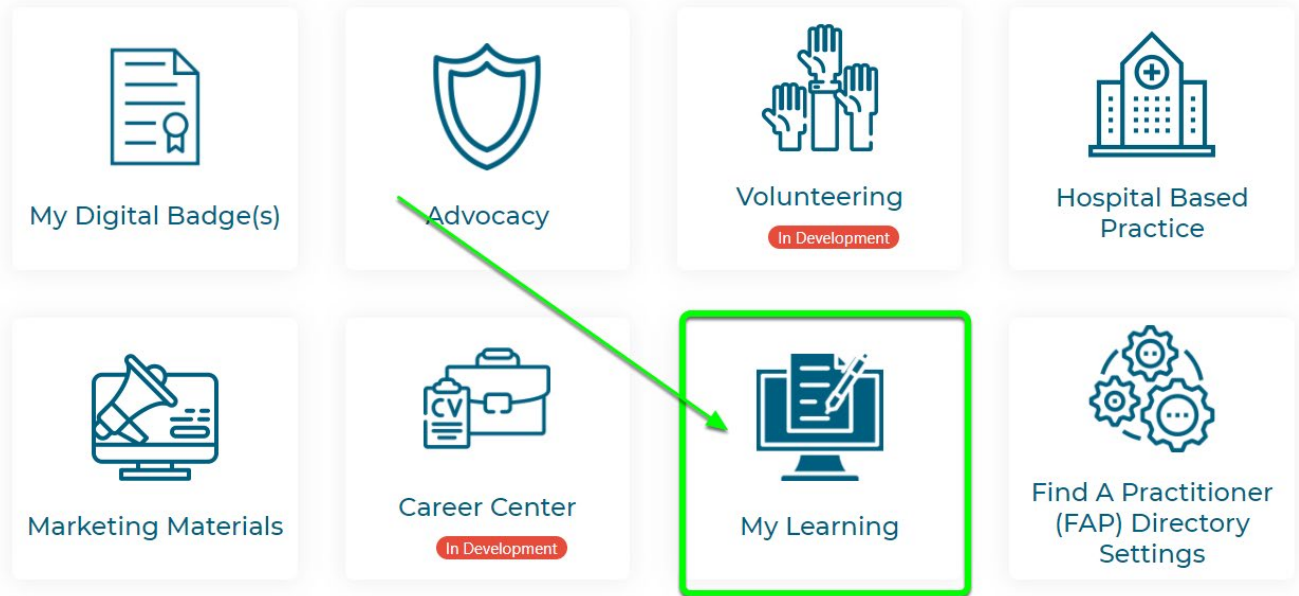 My Digital Badge(s)
Advocacy
Volunteering
In Development
Hospital Based
Practice
Marketing Materials
CV
Career Center
In Development
My Learning
Find A Practitioner
(FAP) Directory
Settings